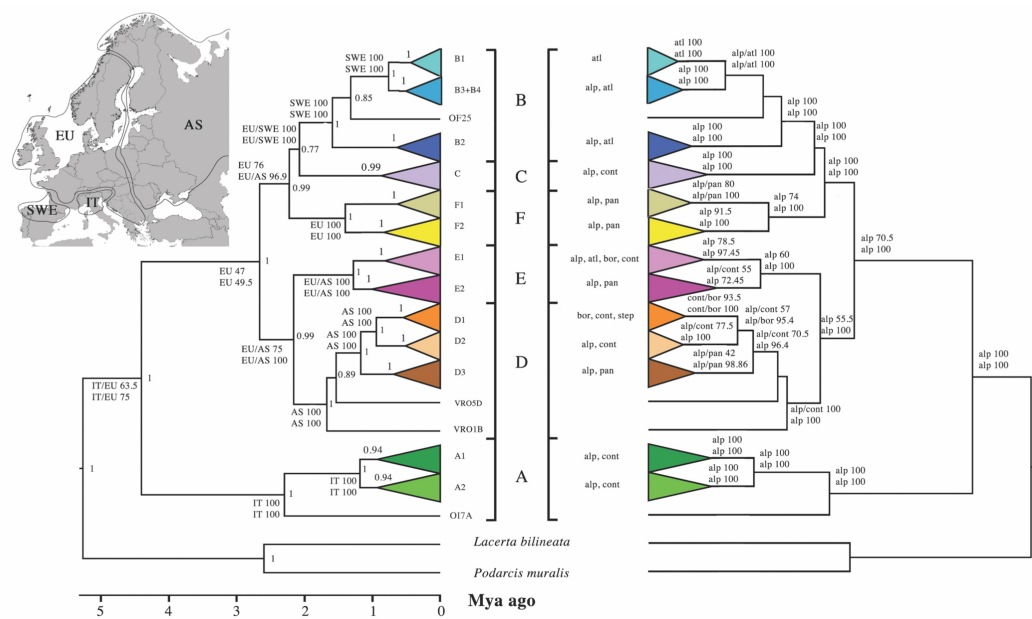 EU
AS
SWE
IT
SWE 100
SWE 100
1
B1
1
1
B3+B4
0.85
OF25
SWE 100
SWE 100
1
B2
EU/SWE 100
EU/SWE 100
0.77
0.99
C
EU 76
EU/AS 96.9
0.99
1
F1
EU 100
EU 100
1
1
F2
EU 47
EU 49.5
1
1
E1
EU/AS 100
EU/AS 100
1
1
E2
EU/AS 75
EU/AS 100
0.99
AS 100
AS 100
1
D1
1
AS 100
AS 100
1
1
D2
0.89
1
D3
VRO5D
AS 100
AS 100
1
VRO1B
IT/EU 63.5
IT/EU 75
1
0.94
A1
IT 100
IT 100
1
0.94
A2
IT 100
IT 100
1
OI7A
1
1
B
C
F
E
D
A
Lacerta bilineata
Podarcis muralis
5
4
3
2
1
0
Mya ago
atl
alp, atl
alp, atl
alp, cont
alp, pan
alp, pan
alp, atl, bor, cont
alp, pan
bor, cont, step
alp, cont
alp, pan
alp, cont
alp, cont
atl 100
atl 100
alp/atl 100
alp/atl 100
alp 100
alp 100
alp 100
alp 100
alp 100
alp 100
alp 100
alp 100
alp 100
alp 100
alp/pan 80
alp/pan 100
alp 74
alp 100
alp 91.5
alp 100
alp 70.5
alp 100
alp 78.5
alp 97.45
alp 60
alp 100
alp/cont 55
alp 72.45
cont/bor 93.5
cont/bor 100
alp/cont 57
alp/bor 95.4
alp 55.5
alp 100
alp/cont 77.5
alp 100
alp/cont 70.5
alp 96.4
alp/pan 42
alp/pan 98.86
alp 100
alp 100
alp/cont 100
alp 100
alp 100
alp 100
alp 100
alp 100
alp 100
alp 100
alp 100
alp 100